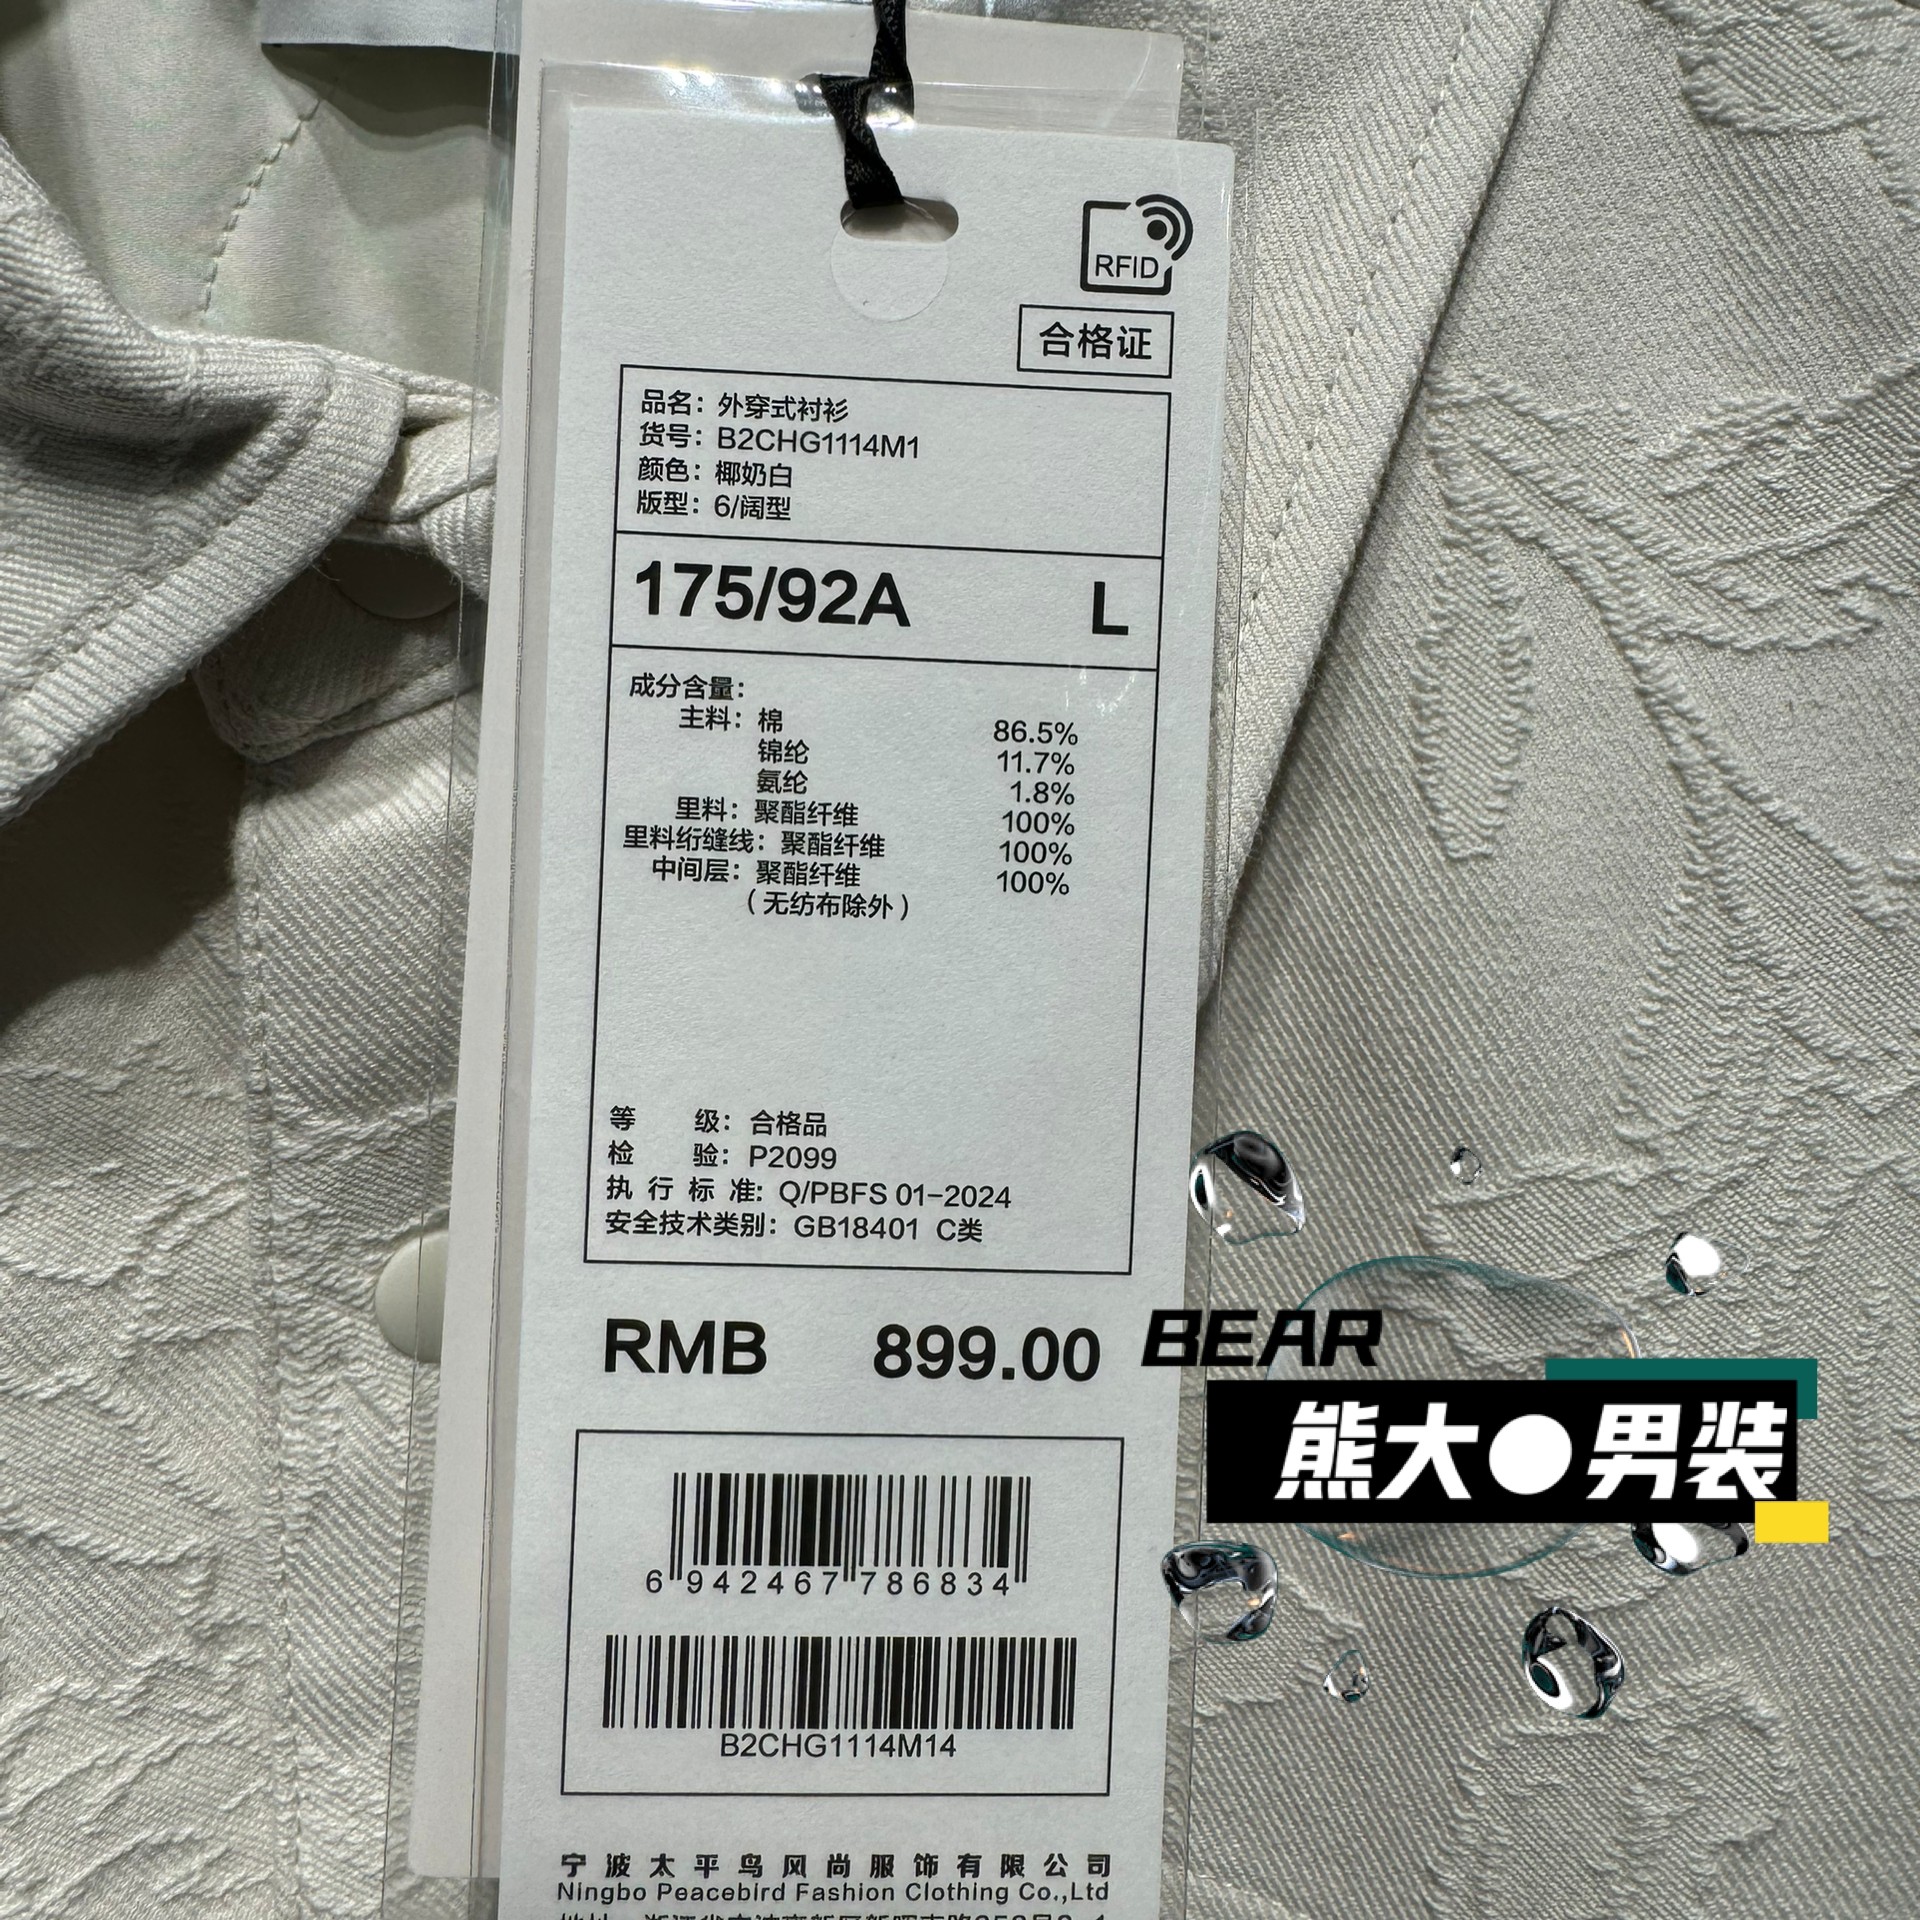 RFID
合格证
品名：外穿式衬衫
货号：B2CHG1114M1
颜色：椰奶白
版型：6/阔型
175/92A L
成分含量：
主料：棉 86.5%
锦纶 11.7%
氨纶 1.8%
里料：聚酯纤维 100%
里料绗缝线：聚酯纤维 100%
中间层：聚酯纤维 100%
（无纺布除外）
等级：合格品
检验：P2099
执行标准：Q/PBFS 01-2024
安全技术类别：GB18401 C类
RMB 899.00
BEAR
熊大●男装
6 942467 786834
B2CHG1114M14
宁波太平鸟风尚服饰有限公司
Ningbo Peacebird Fashion Clothing Co.,Ltd